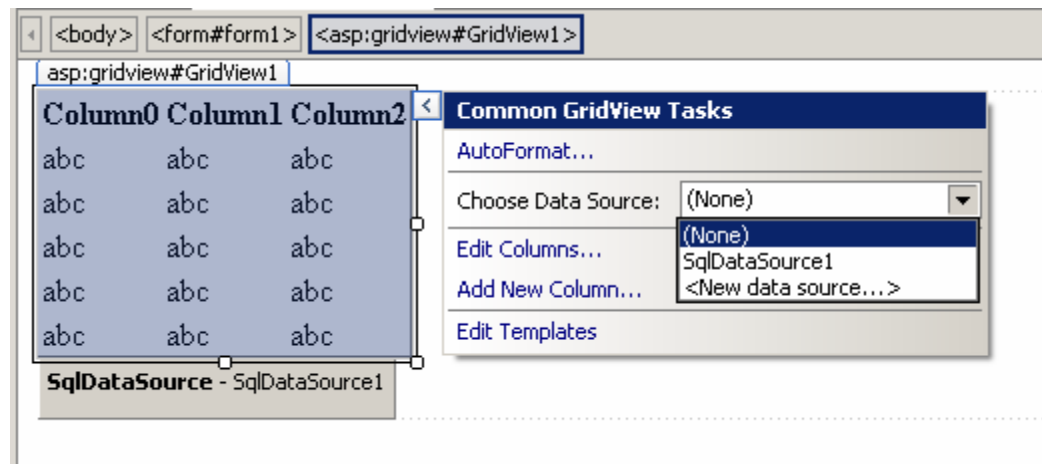 <body> <form#form1> <asp:gridview#GridView1>
asp:gridview#GridView1
Column0 Column1 Column2
abc abc abc
abc abc abc
abc abc abc
abc abc abc
abc abc abc
SqlDataSource - SqlDataSource1
Common GridView Tasks
AutoFormat...
Choose Data Source: (None)
(None)
SqlDataSource1
<New data source...>
Edit Columns...
Add New Column...
Edit Templates